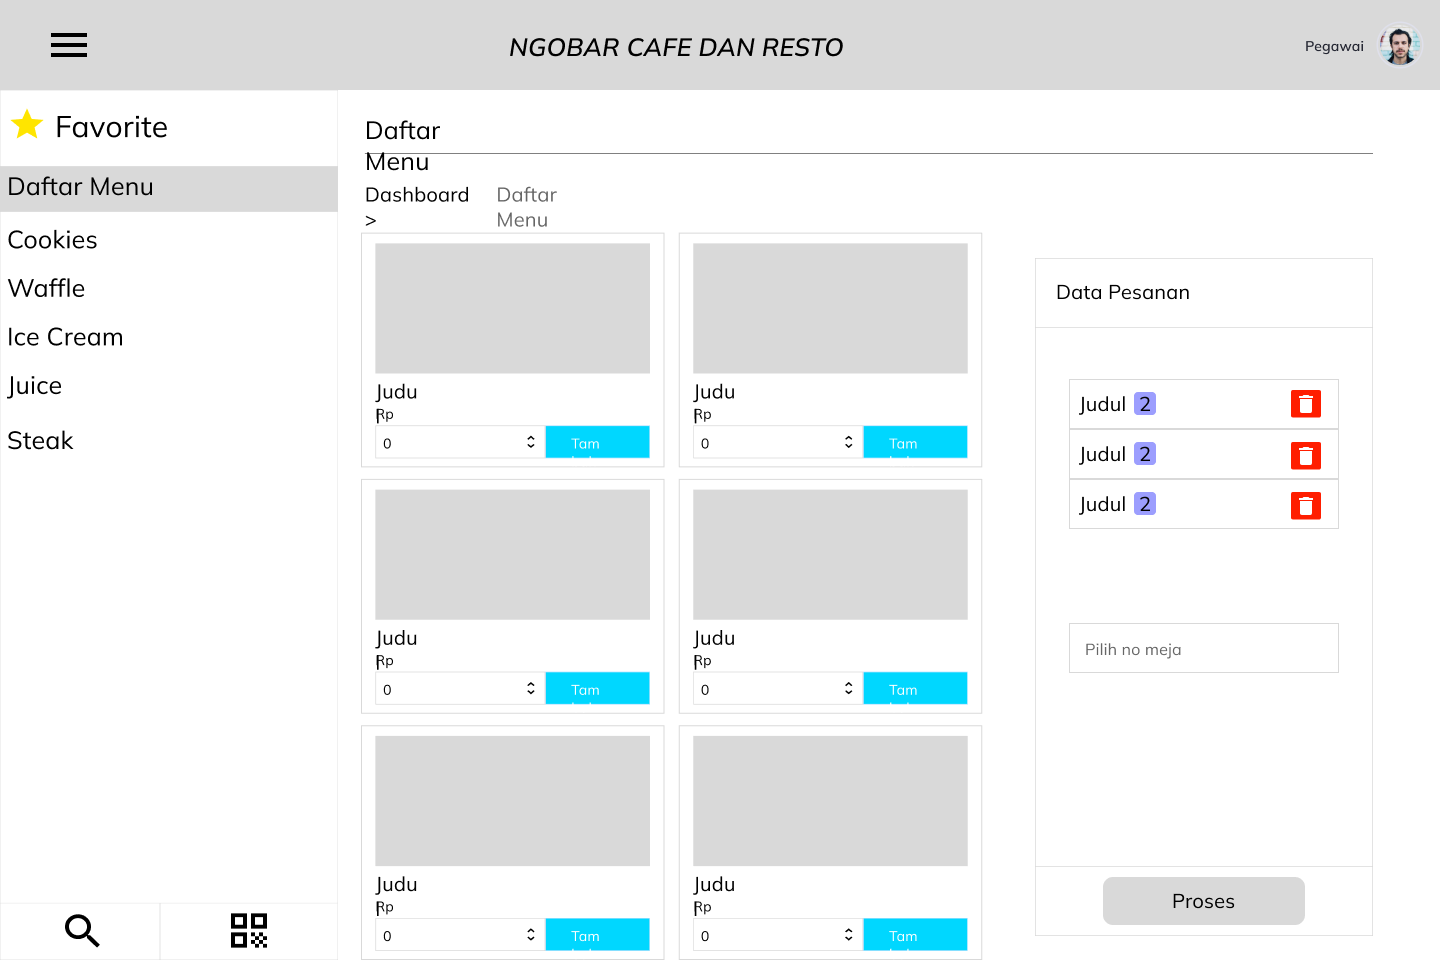 NGOBAR CAFE DAN RESTO
Pegawai
Favorite
Daftar Menu
Cookies
Waffle
Ice Cream
Juice
Steak
Daftar
Menu
Dashboard
>
Daftar
Menu
Judu
Rp
0
Tam
Judu
Rp
0
Tam
Judu
Rp
0
Tam
Judu
Rp
0
Tam
Judu
Rp
0
Tam
Judu
Rp
0
Tam
Data Pesanan
Judul 2
Judul 2
Judul 2
Pilih no meja
Proses